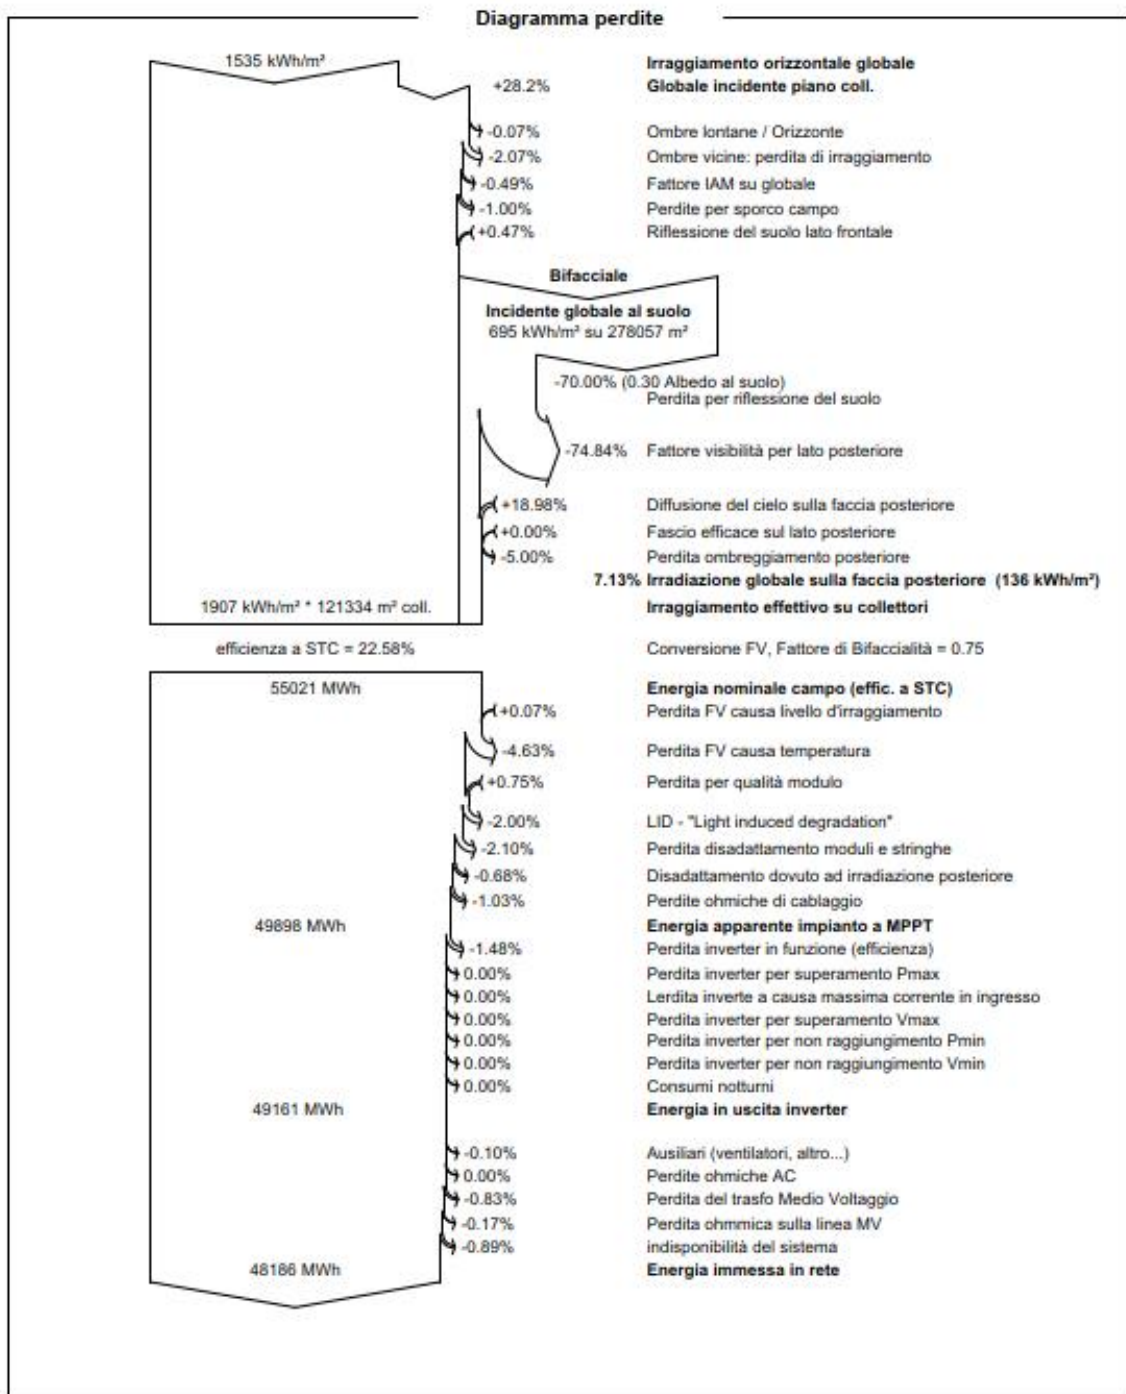 Diagramma perdite
1535 kWh/m² Irraggiamento orizzontale globale
+28.2% Globale incidente piano coll.
-0.07% Ombre lontane / Orizzonte
-2.07% Ombre vicine: perdita di irraggiamento
-0.49% Fattore IAM su globale
-1.00% Perdite per sporco campo
+0.47% Riflessione del suolo lato frontale
Bifacciale
Incidente globale al suolo
695 kWh/m² su 278057 m²
-70.00% (0.30 Albedo al suolo)
Perdita per riflessione del suolo
-74.84% Fattore visibilità per lato posteriore
+18.98% Diffusione del cielo sulla faccia posteriore
+0.00% Fascio efficace sul lato posteriore
-5.00% Perdita ombreggiamento posteriore
7.13% Irradiazione globale sulla faccia posteriore (136 kWh/m²)
1907 kWh/m² * 121334 m² coll. Irraggiamento effettivo su collettori
efficienza a STC = 22.58% Conversione FV, Fattore di Bifaccialità = 0.75
55021 MWh Energia nominale campo (effic. a STC)
+0.07% Perdita FV causa livello d'irraggiamento
-4.63% Perdita FV causa temperatura
+0.75% Perdita per qualità modulo
-2.00% LID - "Light induced degradation"
-2.10% Perdita disadattamento moduli e stringhe
-0.68% Disadattamento dovuto ad irradiazione posteriore
-1.03% Perdite ohmiche di cablaggio
49898 MWh Energia apparente impianto a MPPT
-1.48% Perdita inverter in funzione (efficienza)
0.00% Perdita inverter per superamento Pmax
0.00% Lerdita inverte a causa massima corrente in ingresso
0.00% Perdita inverter per superamento Vmax
0.00% Perdita inverter per non raggiungimento Pmin
0.00% Perdita inverter per non raggiungimento Vmin
0.00% Consumi notturni
49161 MWh Energia in uscita inverter
-0.10% Ausiliari (ventilatori, altro...)
0.00% Perdite ohmiche AC
-0.83% Perdita del trasfo Medio Voltaggio
-0.17% Perdita ohmmica sulla linea MV
-0.89% indisponibilità del sistema
48186 MWh Energia immessa in rete